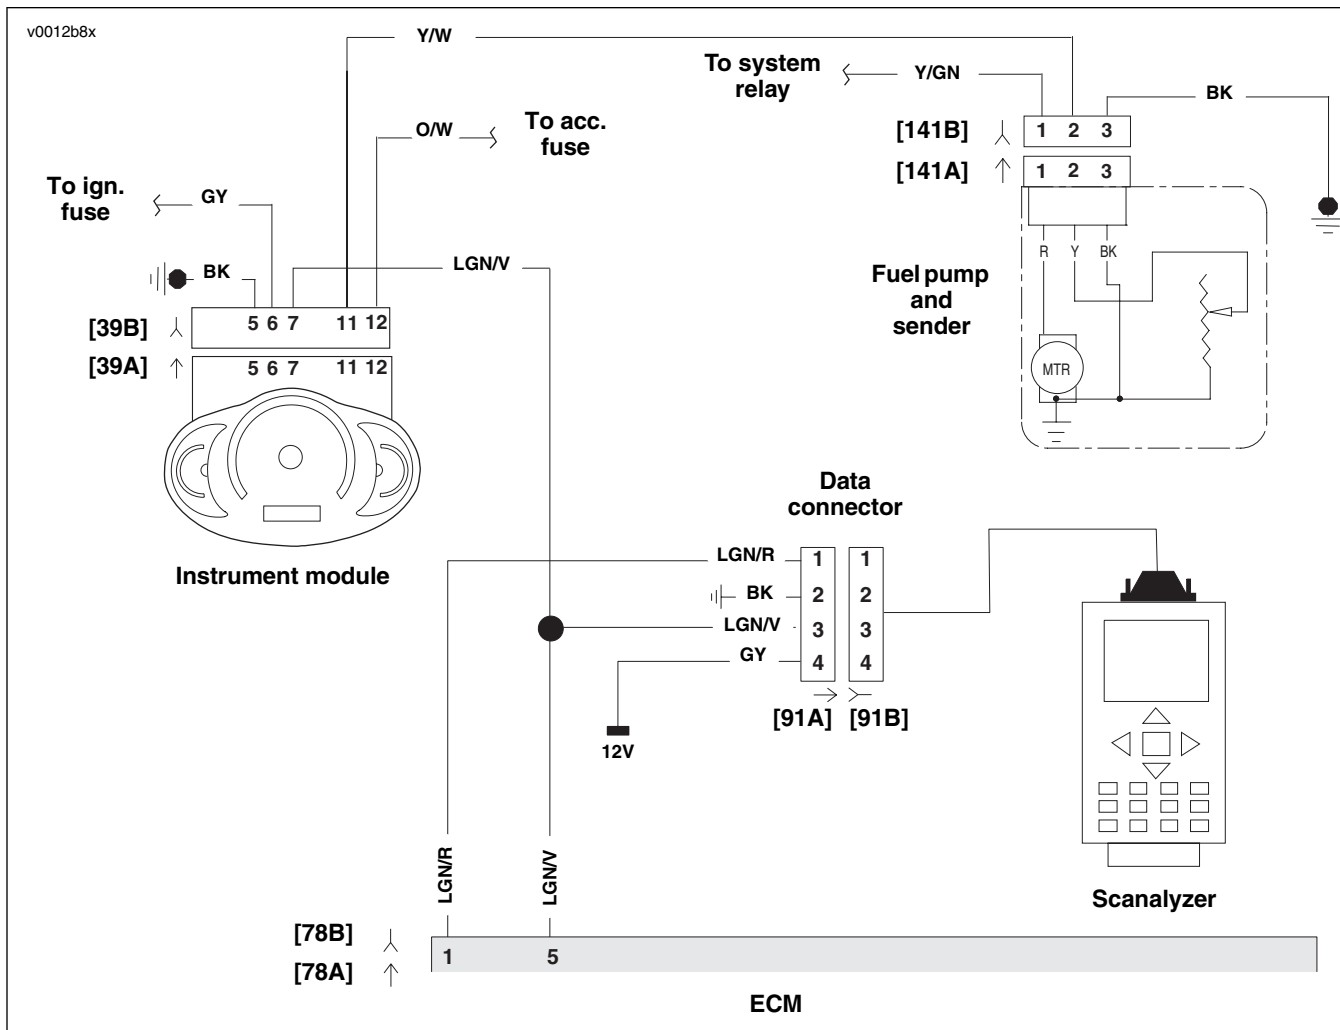 v0012b8x
Y/W
To system
relay
Y/GN
BK
O/W
To acc.
fuse
[141B]
1 2 3
[141A]
1 2 3
To ign.
fuse
GY
BK
LGN/V
R Y BK
Fuel pump
and
sender
MTR
[39B]
5 6 7 11 12
[39A]
5 6 7 11 12
Instrument module
Data
connector
LGN/R
1 1
BK
2 2
LGN/V
3 3
GY
4 4
[91A] [91B]
12V
LGN/R
LGN/V
Scanalyzer
[78B]
[78A]
1 5
ECM